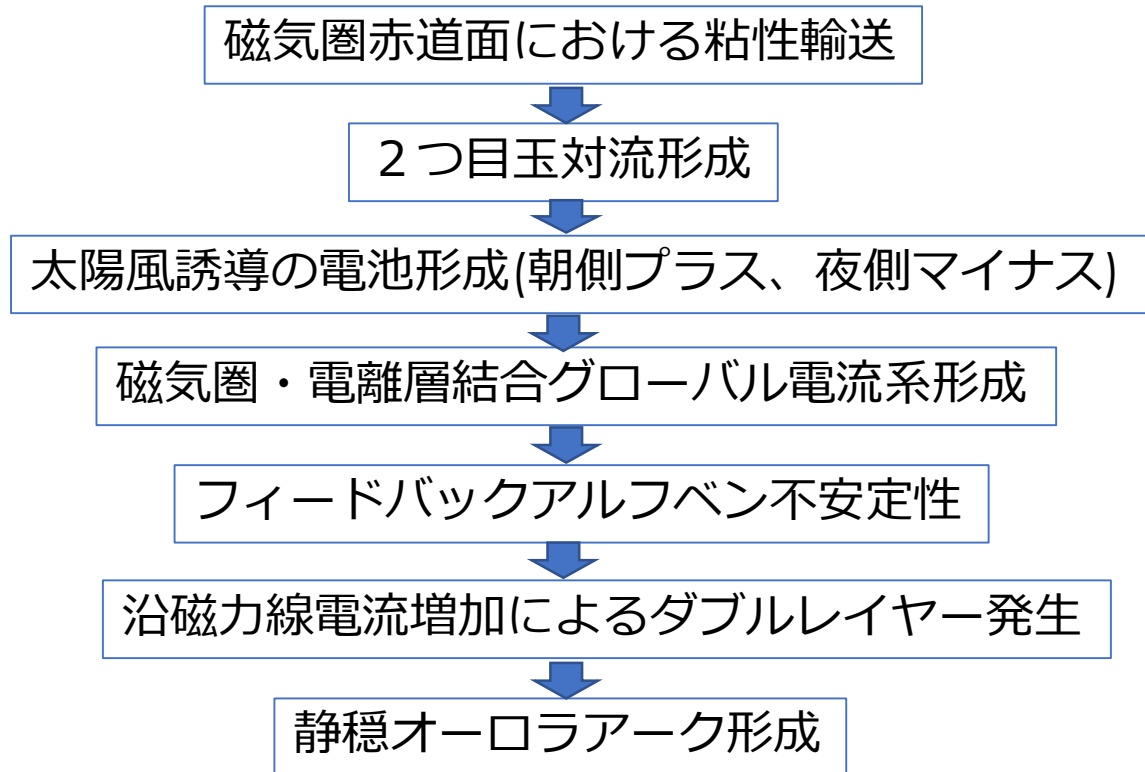 磁気圏赤道面における粘性輸送
２つ目玉対流形成
太陽風誘導の電池形成(朝側プラス、夜側マイナス)
磁気圏・電離層結合グローバル電流系形成
フィードバックアルフベン不安定性
沿磁力線電流増加によるダブルレイヤー発生
静穏オーロラアーク形成